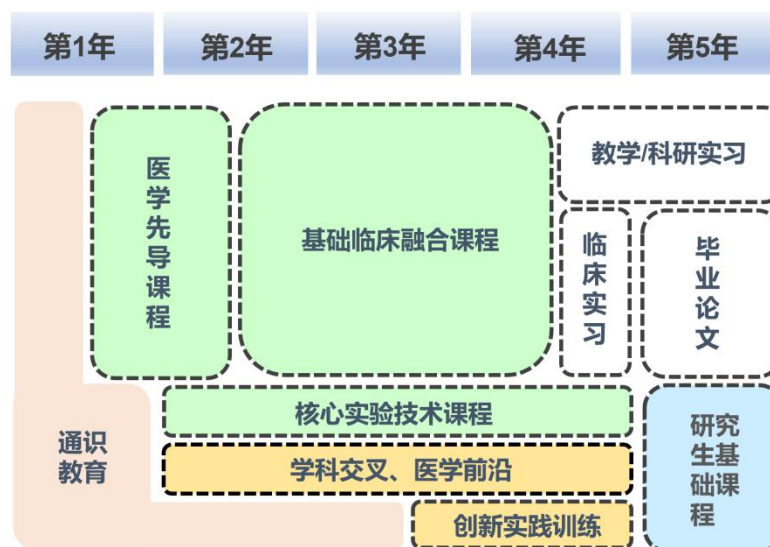 第1年
第2年
第3年
第4年
第5年
医学先导课程
基础临床融合课程
教学/科研实习
临床实习
毕业论文
通识
教育
核心实验技术课程
学科交叉、医学前沿
创新实践训练
研究
生基
础课
程